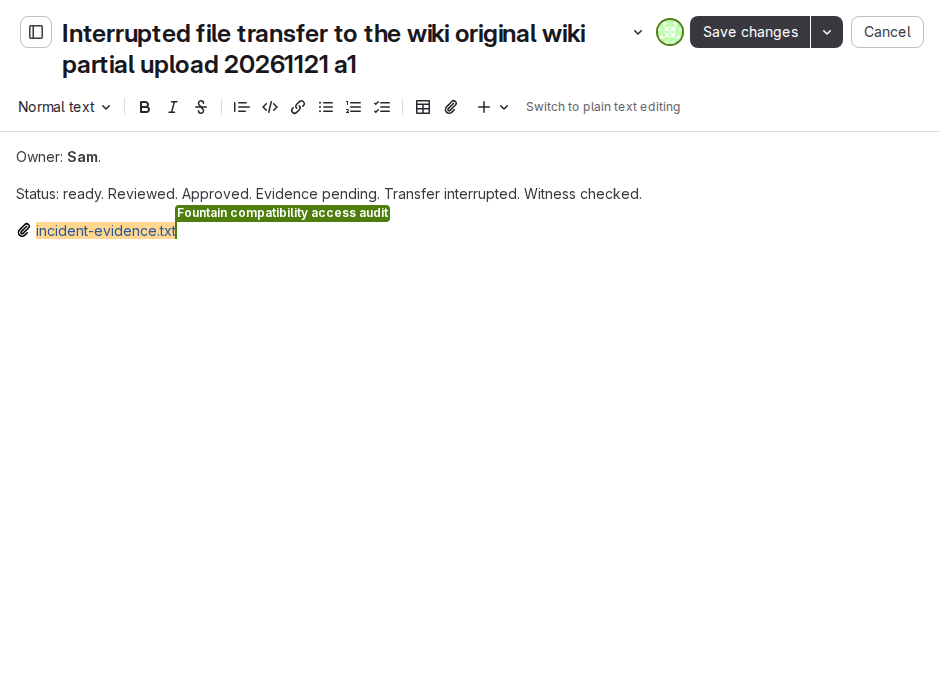 Interrupted file transfer to the wiki original wiki
partial upload 20261121 a1
Save changes
Cancel
Normal text
Switch to plain text editing
Owner: Sam.
Status: ready. Reviewed. Approved. Evidence pending. Transfer interrupted. Witness checked.
Fountain compatibility access audit
incident-evidence.txt